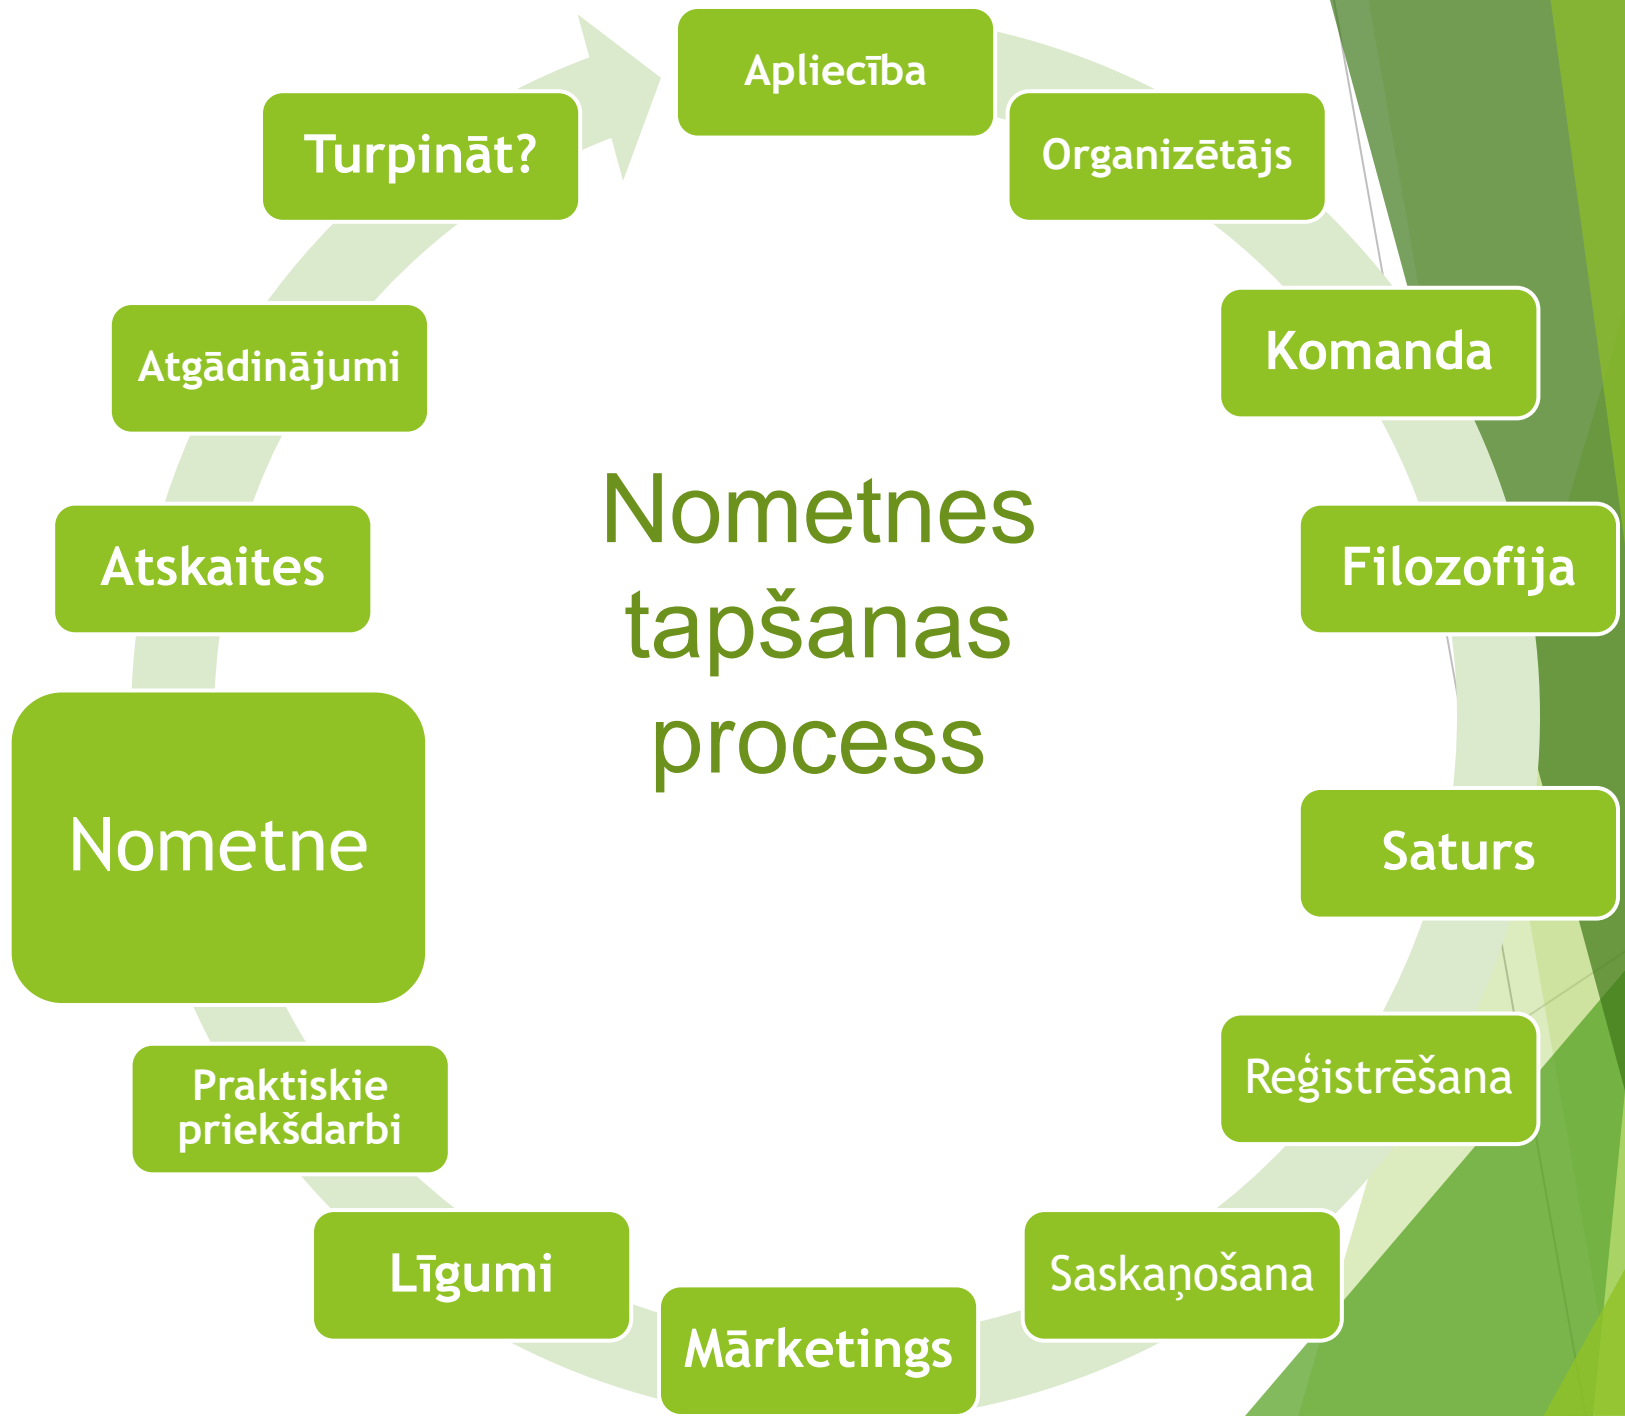 Apliecība
Organizētājs
Komanda
Filozofija
Saturs
Reģistrēšana
Saskaņošana
Mārketings
Līgumi
Praktiskie
priekšdarbi
Nometne
Atskaites
Atgādinājumi
Turpināt?
Nometnes
tapšanas
process